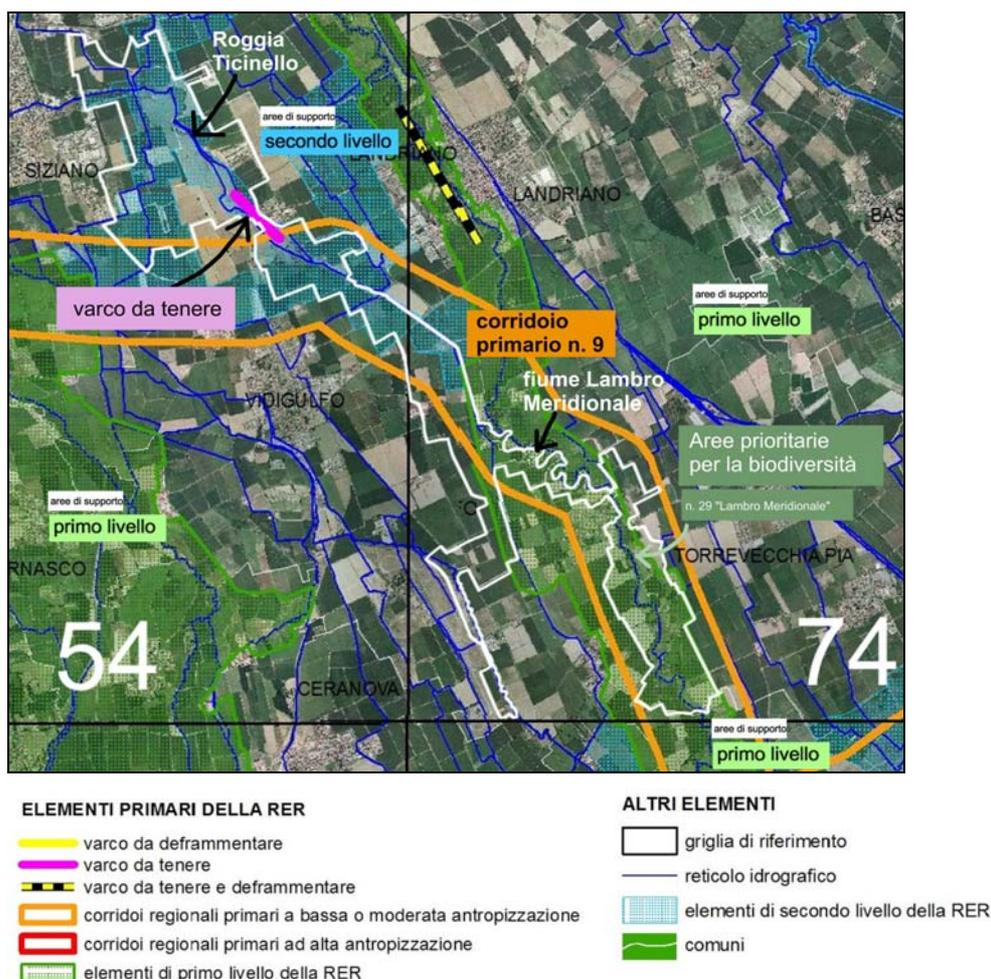 Roggia
Ticinello
aree di supporto
secondo livello
LANDRIANO
SIZIANO
LANDRIANO
BAS
varco da tenere
aree di supporto
primo livello
corridoio
primario n. 9
fiume Lambro
Meridionale
VIDIGULFO
Aree prioritarie
per la biodiversità
n. 29 "Lambro Meridionale"
aree di supporto
primo livello
TORREVECCHIA PIA
RNASCO
54
74
CERANOVA
aree di supporto
primo livello
ELEMENTI PRIMARI DELLA RER
varco da deframmentare
varco da tenere
varco da tenere e deframmentare
corridoi regionali primari a bassa o moderata antropizzazione
corridoi regionali primari ad alta antropizzazione
elementi di primo livello della RER
ALTRI ELEMENTI
griglia di riferimento
reticolo idrografico
elementi di secondo livello della RER
comuni